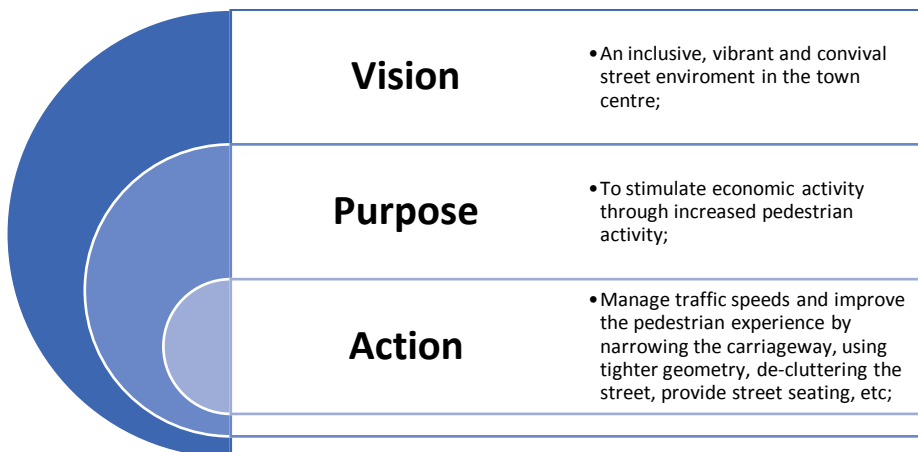 Vision
•An inclusive, vibrant and convival
street enviroment in the town
centre;
Purpose
•To stimulate economic activity
through increased pedestrian
activity;
Action
•Manage traffic speeds and improve
the pedestrian experience by
narrowing the carriageway, using
tighter geometry, de-cluttering the
street, provide street seating, etc;